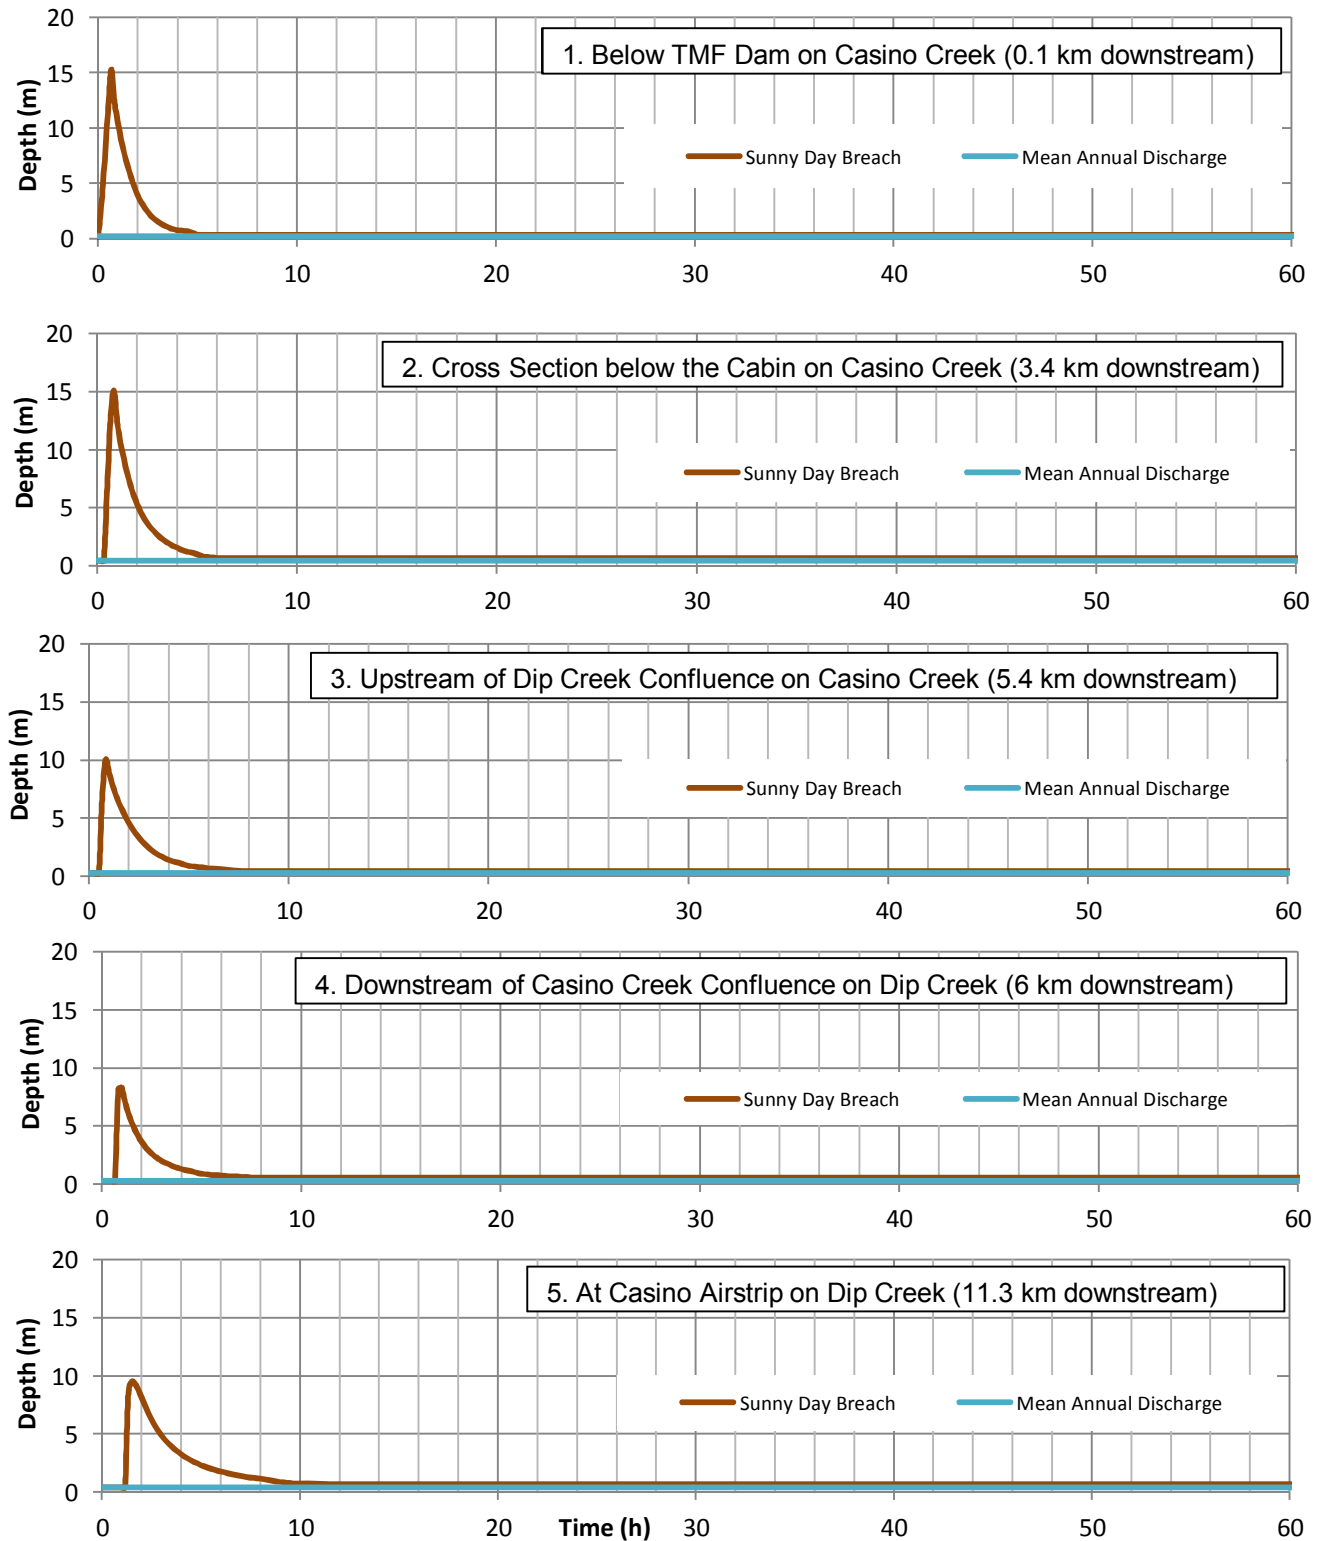 20
1. Below TMF Dam on Casino Creek (0.1 km downstream)
15
Depth (m)
10
Sunny Day Breach Mean Annual Discharge
5
0
0 10 20 30 40 50 60
20
2. Cross Section below the Cabin on Casino Creek (3.4 km downstream)
15
Depth (m)
10
Sunny Day Breach Mean Annual Discharge
5
0
0 10 20 30 40 50 60
20
3. Upstream of Dip Creek Confluence on Casino Creek (5.4 km downstream)
15
Depth (m)
10
Sunny Day Breach Mean Annual Discharge
5
0
0 10 20 30 40 50 60
20
4. Downstream of Casino Creek Confluence on Dip Creek (6 km downstream)
15
Depth (m)
10
Sunny Day Breach Mean Annual Discharge
5
0
0 10 20 30 40 50 60
20
5. At Casino Airstrip on Dip Creek (11.3 km downstream)
15
Depth (m)
10
Sunny Day Breach Mean Annual Discharge
5
0
0 10 20 Time (h) 30 40 50 60